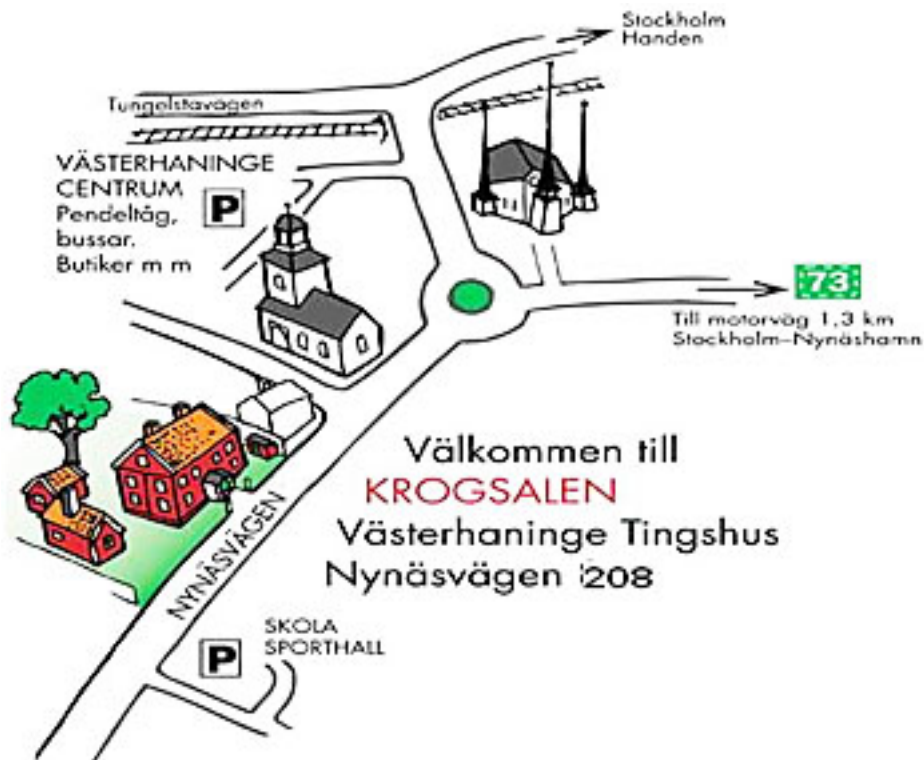 Stockholm
Handen
Tungelstavägen
VÄSTERHANINGE
CENTRUM
Pendeltåg,
bussar.
Butiker m m
P
73
Till motorväg 1,3 km
Stockholm–Nynäshamn
Välkommen till
KROGSALEN
Västerhaninge Tingshus
Nynäsvägen 208
NYNÄSVÄGEN
P
SKOLA
SPORTHALL